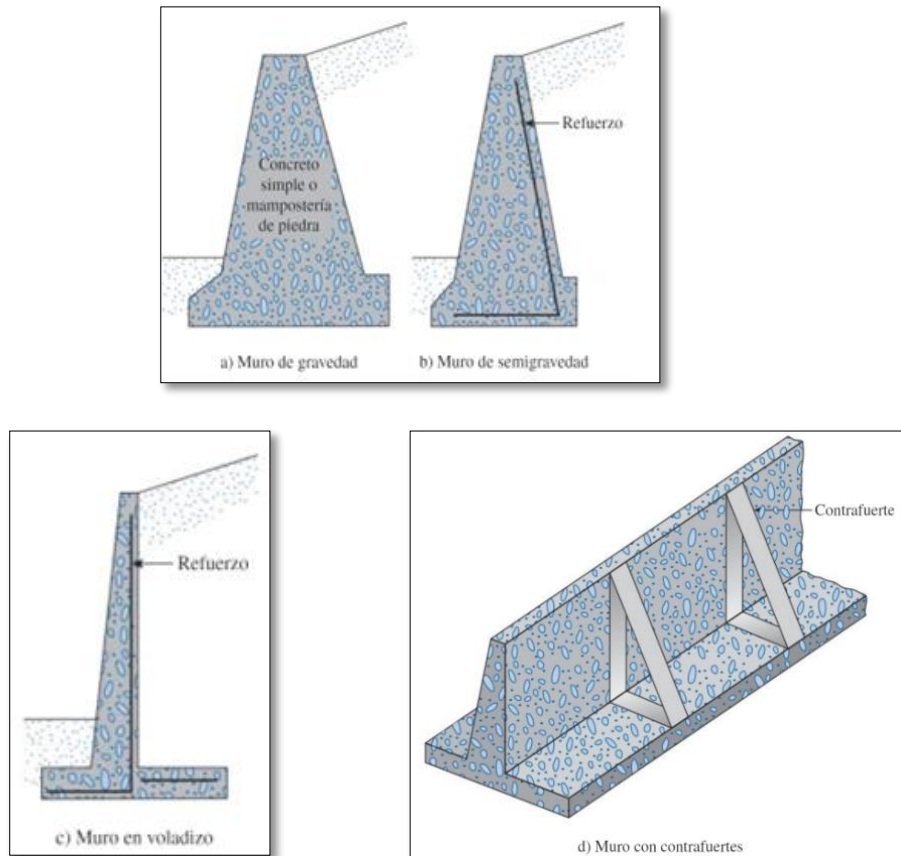 Refuerzo
Concreto
simple o
mampostería
de piedra
a) Muro de gravedad
b) Muro de semigravedad
Refuerzo
c) Muro en voladizo
Contrafuerte
d) Muro con contrafuertes